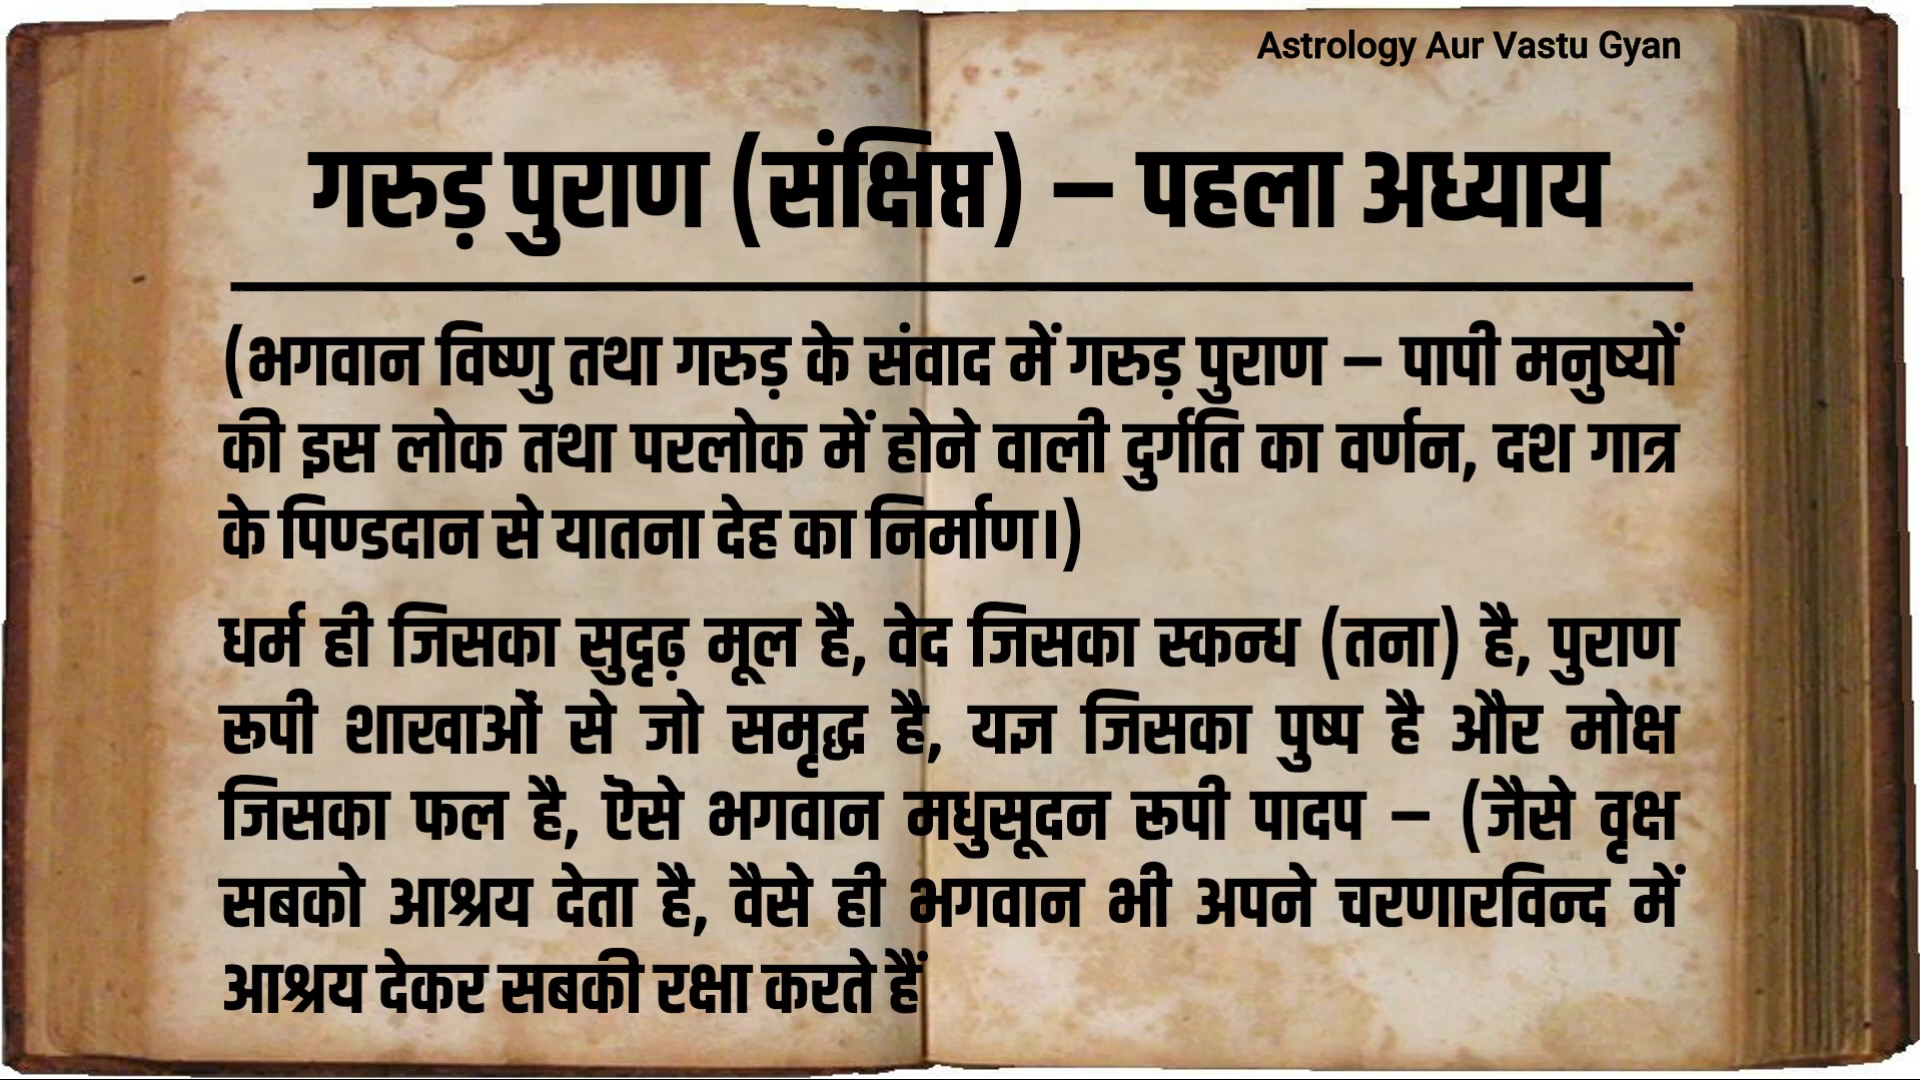 Astrology Aur Vastu Gyan
गरुड़ पुराण (संक्षिप्त) – पहला अध्याय
(भगवान विष्णु तथा गरुड़ के संवाद में गरुड़ पुराण – पापी मनुष्यों
की इस लोक तथा परलोक में होने वाली दुर्गति का वर्णन, दश गात्र
के पिण्डदान से यातना देह का निर्माण।)
धर्म ही जिसका सुदृढ़ मूल है, वेद जिसका स्कन्ध (तना) है, पुराण
रूपी शाखाओं से जो समृद्ध है, यज्ञ जिसका पुष्प है और मोक्ष
जिसका फल है, ऎसे भगवान मधुसूदन रूपी पादप – (जैसे वृक्ष
सबको आश्रय देता है, वैसे ही भगवान भी अपने चरणारविन्द में
आश्रय देकर सबकी रक्षा करते हैं